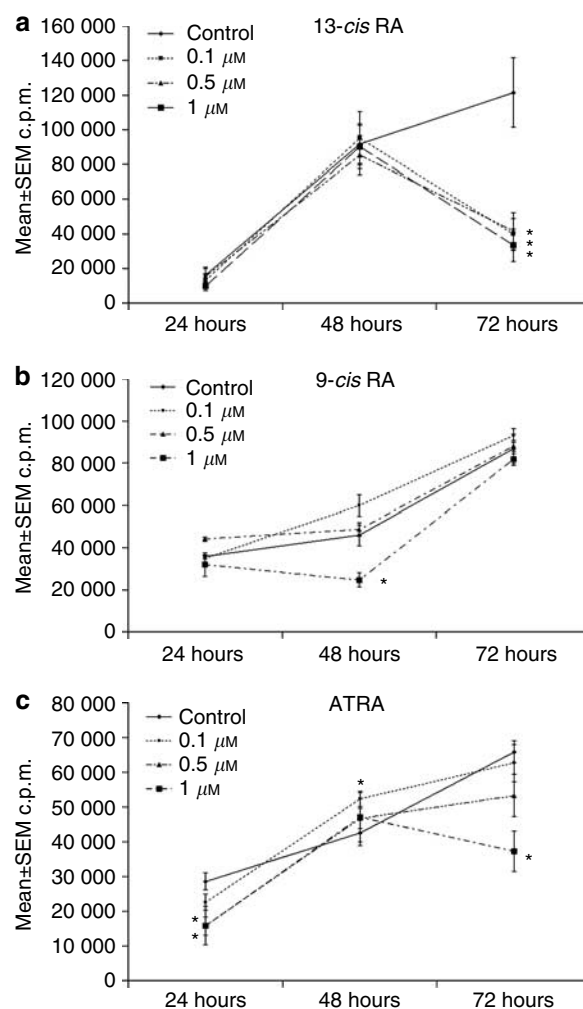 a
13-cis RA
Mean±SEM c.p.m.
160 000
140 000
120 000
100 000
80 000
60 000
40 000
20 000
0
Control
0.1 μM
0.5 μM
1 μM
*
*
*
24 hours 48 hours 72 hours
b
9-cis RA
Mean±SEM c.p.m.
120 000
100 000
80 000
60 000
40 000
20 000
0
Control
0.1 μM
0.5 μM
1 μM
*
24 hours 48 hours 72 hours
c
ATRA
Mean±SEM c.p.m.
80 000
70 000
60 000
50 000
40 000
30 000
20 000
10 000
0
Control
0.1 μM
0.5 μM
1 μM
*
*
*
*
24 hours 48 hours 72 hours